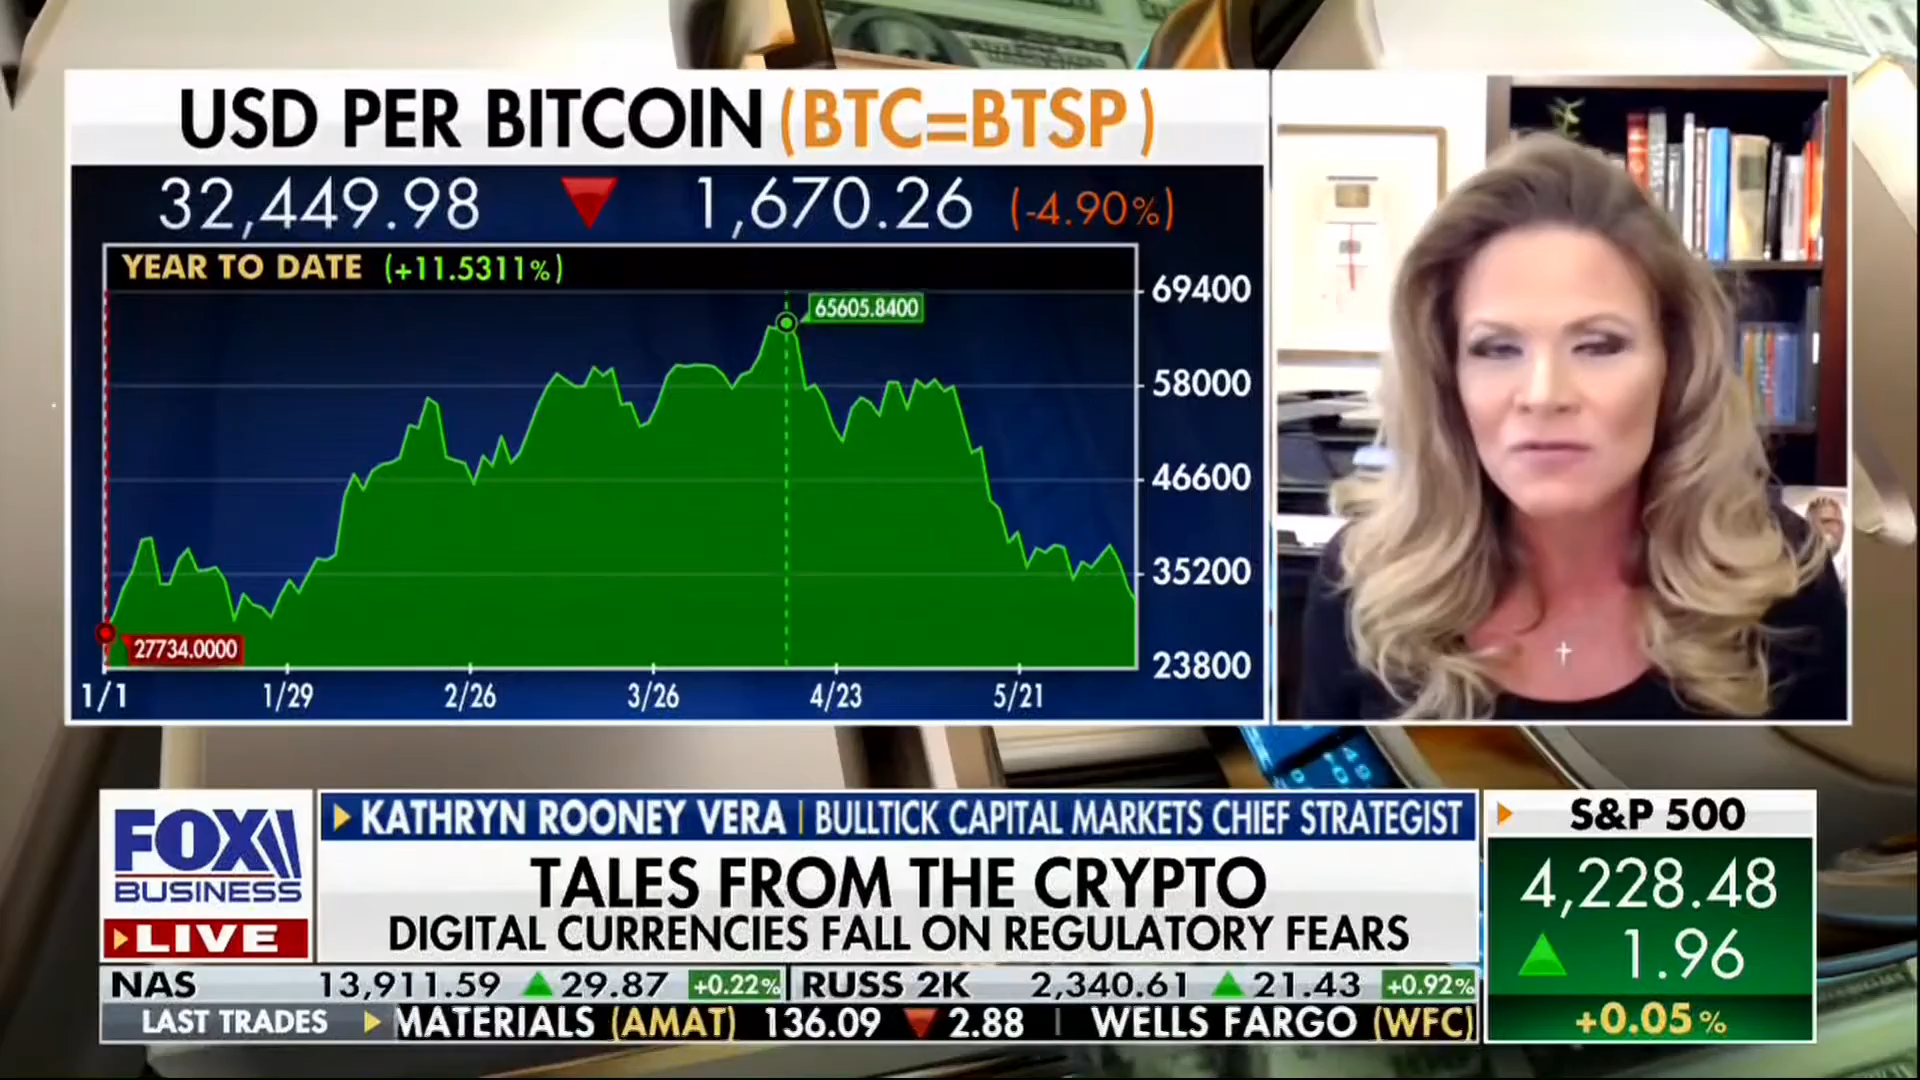 USD PER BITCOIN (BTC=BTSP)
32,449.98 ▼ 1,670.26 (-4.90%)
YEAR TO DATE (+11.5311%)
65605.8400
27734.0000
69400
58000
46600
35200
23800
1/1 1/29 2/26 3/26 4/23 5/21
FOX
BUSINESS
LIVE
KATHRYN ROONEY VERA | BULLTICK CAPITAL MARKETS CHIEF STRATEGIST
TALES FROM THE CRYPTO
DIGITAL CURRENCIES FALL ON REGULATORY FEARS
S&P 500
4,228.48
▲ 1.96
+0.05%
NAS 13,911.59 ▲ 29.87 +0.22% RUSS 2K 2,340.61 ▲ 21.43 +0.92%
LAST TRADES MATERIALS (AMAT) 136.09 ▼ 2.88 | WELLS FARGO (WFC)